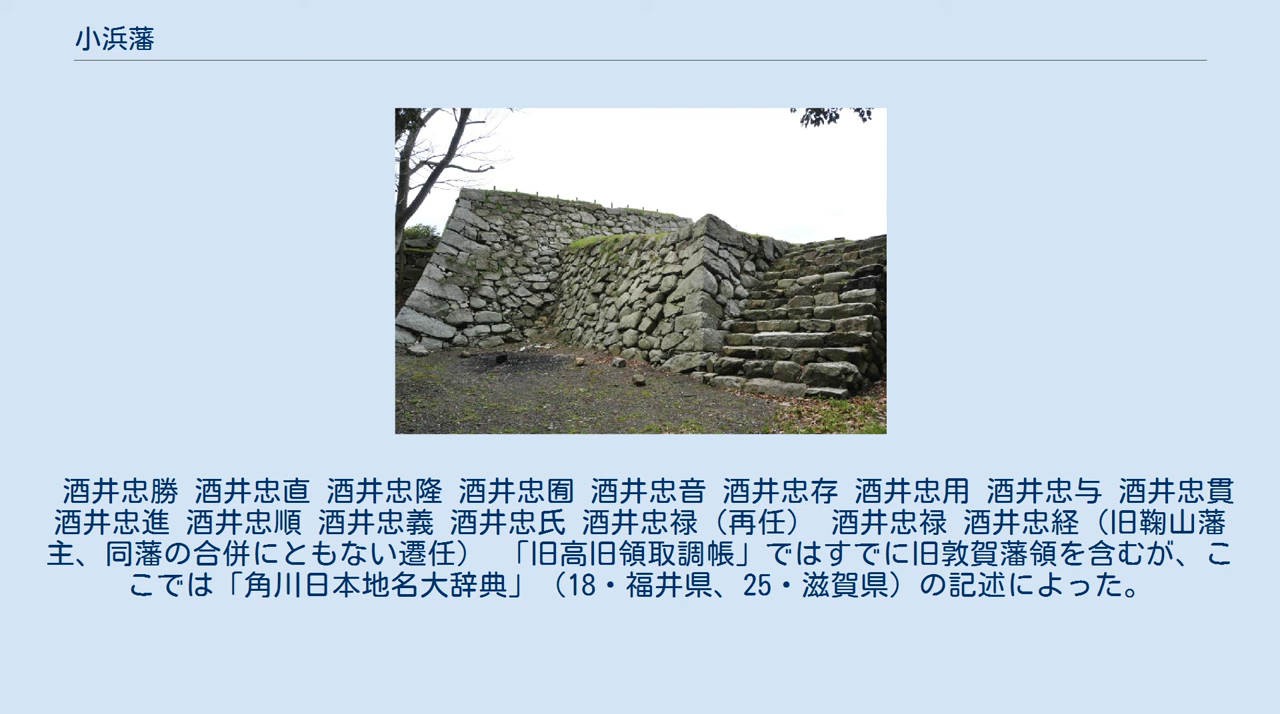 小浜藩
酒井忠勝 酒井忠直 酒井忠隆 酒井忠囿 酒井忠音 酒井忠存 酒井忠用 酒井忠与 酒井忠貫
酒井忠進 酒井忠順 酒井忠義 酒井忠氏 酒井忠禄（再任） 酒井忠禄 酒井忠経（旧鞠山藩
主、同藩の合併にともない遷任） 「旧高旧領取調帳」ではすでに旧敦賀藩領を含むが、こ
こでは「角川日本地名大辞典」（18・福井県、25・滋賀県）の記述によった。